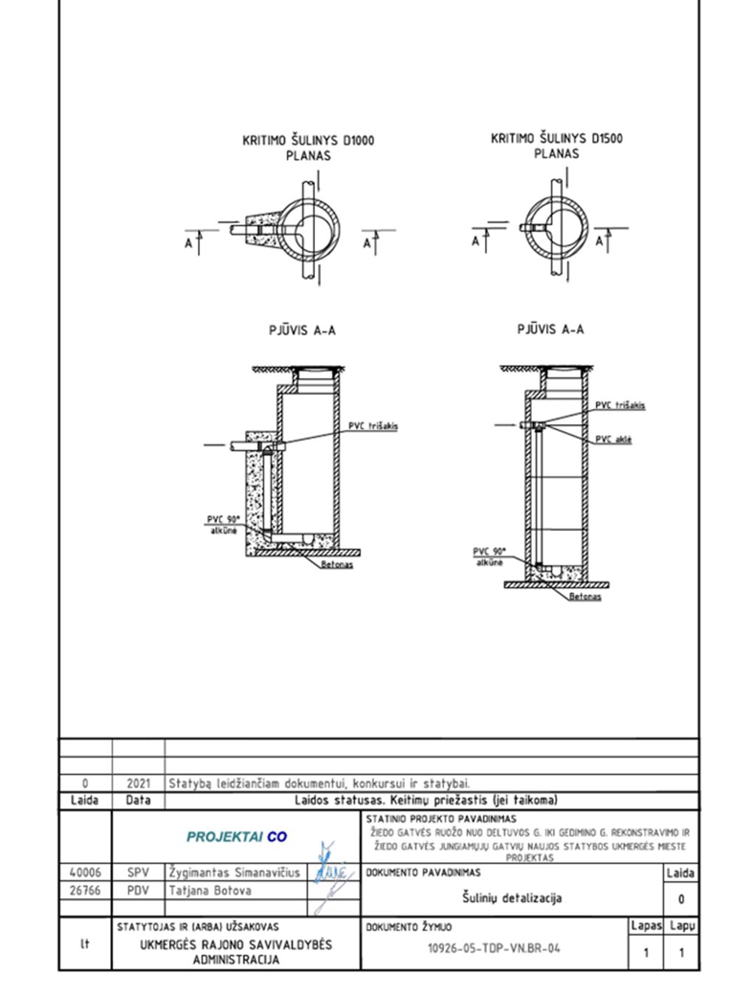 KRITIMO ŠULINYS D1000
PLANAS
KRITIMO ŠULINYS D1500
PLANAS
A
A
A
A
PJŪVIS A-A
PJŪVIS A-A
PVC trišakis
PVC 90°
alkūnė
Betonas
PVC trišakis
PVC aklė
PVC 90°
alkūnė
Betonas
0 2021 Statybą leidžiančiam dokumentui, konkursui ir statybai.
Laida Data Laidos statusas. Keitimų priežastis (jei taikoma)
PROJEKTAI CO
STATINIO PROJEKTO PAVADINIMAS
ŽIEDO GATVĖS RUOŽO NUO DELTUVOS G. IKI GEDIMINO G. REKONSTRAVIMO IR
ŽIEDO GATVĖS JUNGIAMŲJŲ GATVIŲ NAUJOS STATYBOS UKMERGĖS MIESTE
PROJEKTAS
40006 SPV Žygimantas Simanavičius
26766 PDV Tatjana Botova
DOKUMENTO PAVADINIMAS
Šulinių detalizacija
Laida
0
lt
STATYTOJAS IR (ARBA) UŽSAKOVAS
UKMERGĖS RAJONO SAVIVALDYBĖS
ADMINISTRACIJA
DOKUMENTO ŽYMUO
10926-05-TDP-VN.BR-04
Lapas Lapų
1 1